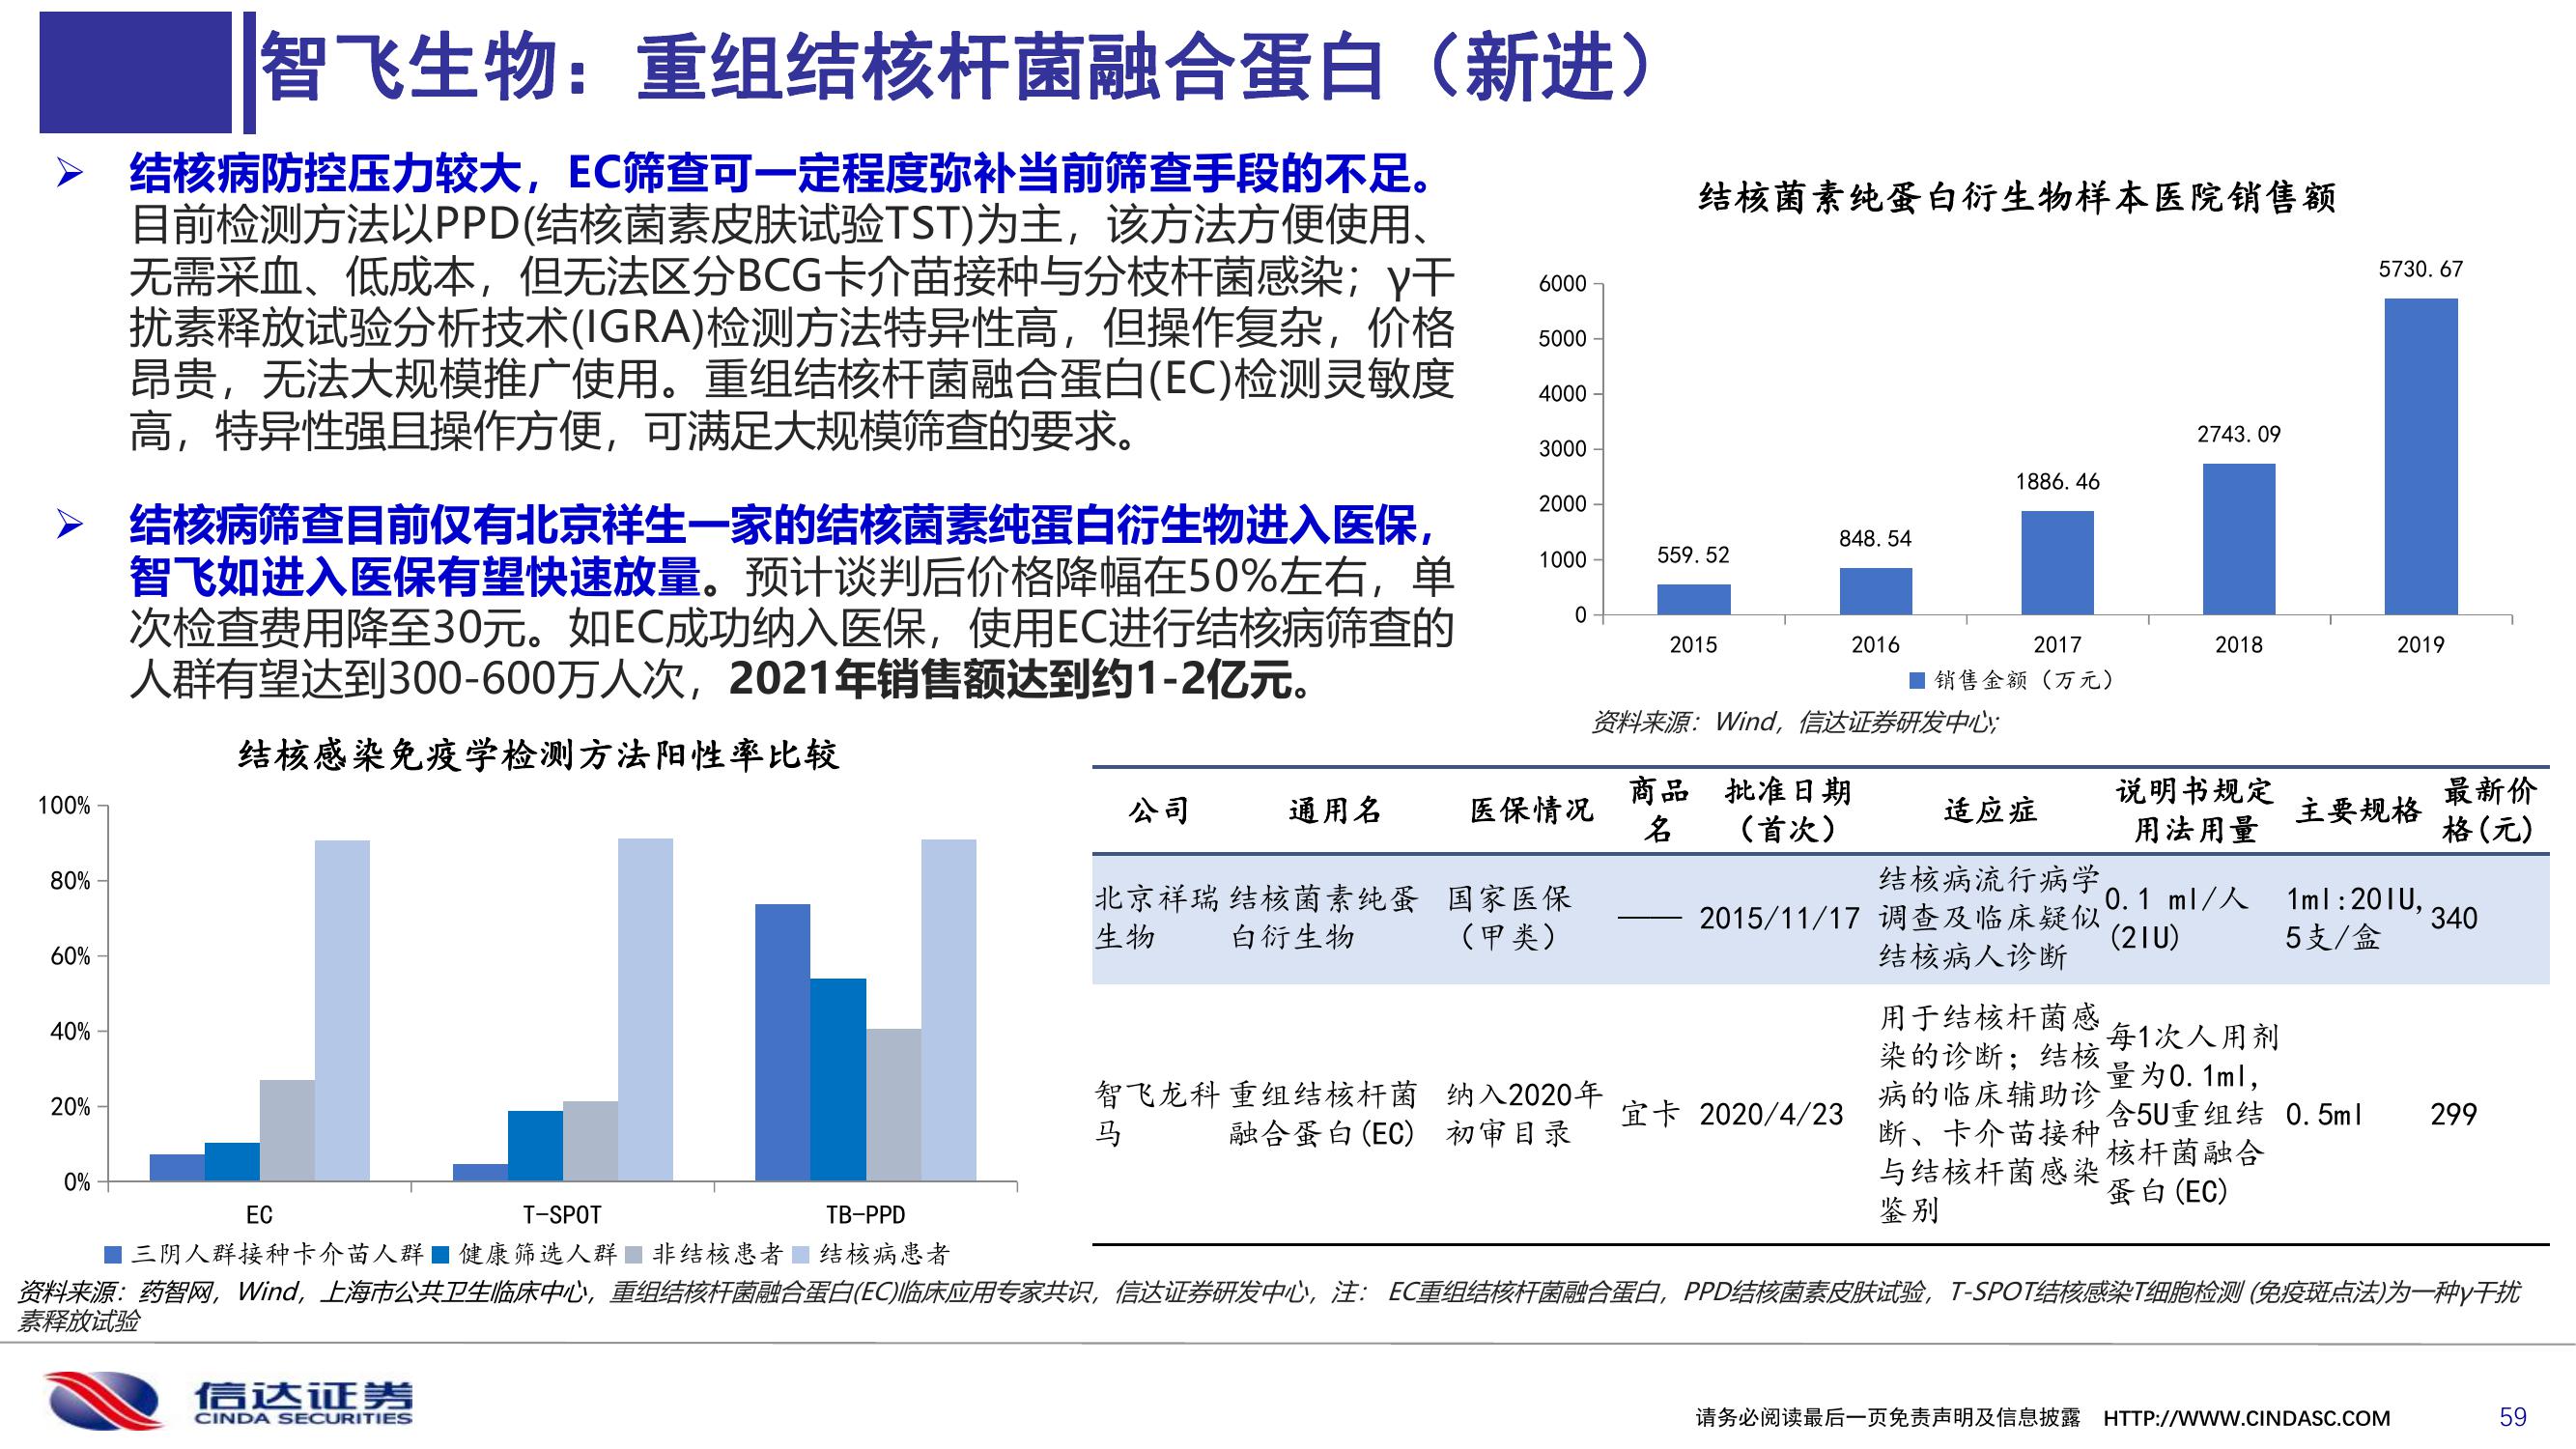 智飞生物：重组结核杆菌融合蛋白（新进）
结核病防控压力较大，EC筛查可一定程度弥补当前筛查手段的不足。
目前检测方法以PPD(结核菌素皮肤试验TST)为主，该方法方便使用、
无需采血、低成本，但无法区分BCG卡介苗接种与分枝杆菌感染；γ干
扰素释放试验分析技术(IGRA)检测方法特异性高，但操作复杂，价格
昂贵，无法大规模推广使用。重组结核杆菌融合蛋白(EC)检测灵敏度
高，特异性强且操作方便，可满足大规模筛查的要求。
结核病筛查目前仅有北京祥生一家的结核菌素纯蛋白衍生物进入医保，
智飞如进入医保有望快速放量。预计谈判后价格降幅在50%左右，单
次检查费用降至30元。如EC成功纳入医保，使用EC进行结核病筛查的
人群有望达到300-600万人次，2021年销售额达到约1-2亿元。
结核菌素纯蛋白衍生物样本医院销售额
6000
5000
4000
3000
2000
1000
0
559.52
848.54
1886.46
2743.09
5730.67
2015 2016 2017 2018 2019
销售金额（万元）
资料来源：Wind，信达证券研发中心;
结核感染免疫学检测方法阳性率比较
100%
80%
60%
40%
20%
0%
EC T-SPOT TB-PPD
三阴人群接种卡介苗人群 健康筛选人群 非结核患者 结核病患者
公司 通用名 医保情况 商品名 批准日期（首次） 适应症 说明书规定用法用量 主要规格 最新价格(元)
北京祥瑞生物 结核菌素纯蛋白衍生物 国家医保（甲类） —— 2015/11/17 结核病流行病学调查及临床疑似结核病人诊断 0.1 ml/人(2IU) 1ml:20IU,5支/盒 340
智飞龙科马 重组结核杆菌融合蛋白(EC) 纳入2020年初审目录 宜卡 2020/4/23 用于结核杆菌感染的诊断；结核病的临床辅助诊断、卡介苗接种与结核杆菌感染鉴别 每1次人用剂量为0.1ml，含5U重组结核杆菌融合蛋白(EC) 0.5ml 299
资料来源：药智网，Wind，上海市公共卫生临床中心，重组结核杆菌融合蛋白(EC)临床应用专家共识，信达证券研发中心，注： EC重组结核杆菌融合蛋白，PPD结核菌素皮肤试验，T-SPOT结核感染T细胞检测 (免疫斑点法)为一种γ干扰
素释放试验
信达证券
CINDA SECURITIES
请务必阅读最后一页免责声明及信息披露 HTTP://WWW.CINDASC.COM 59